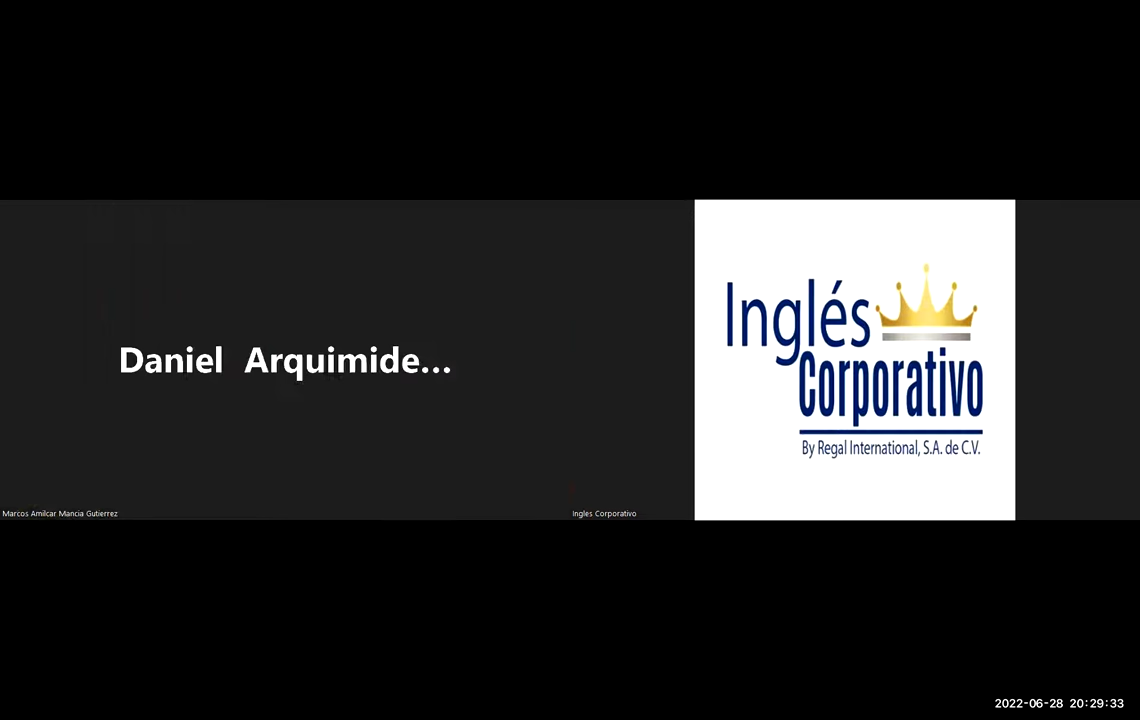 Daniel Arquimide...
Marcos Amilcar Mancia Gutierrez
Inglés
Corporativo
By Regal International, S.A. de C.V.
Ingles Corporativo
2022-06-28 20:29:33